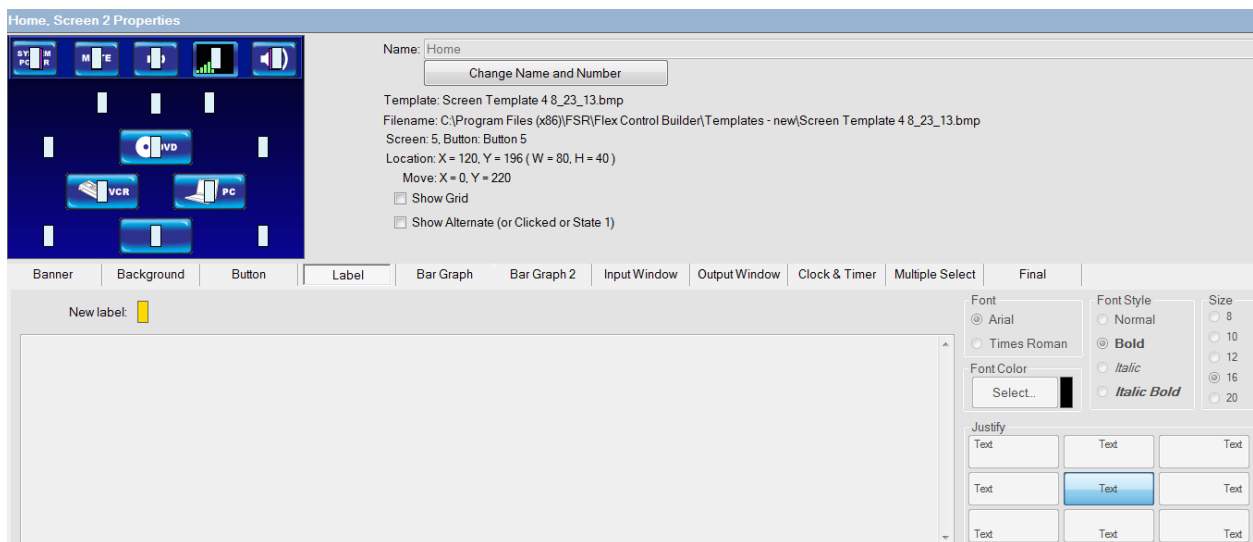 Home, Screen 2 Properties
Name: Home
Change Name and Number
Template: Screen Template 4 8_23_13.bmp
Filename: C:\Program Files (x86)\FSR\Flex Control Builder\Templates - new\Screen Template 4 8_23_13.bmp
Screen: 5, Button: Button 5
Location: X = 120, Y = 196 ( W = 80, H = 40 )
Move: X = 0, Y = 220
Show Grid
Show Alternate (or Clicked or State 1)
VCR
PC
Banner Background Button Label Bar Graph Bar Graph 2 Input Window Output Window Clock & Timer Multiple Select Final
New label:
Font
Arial
Times Roman
Font Color
Select...
Font Style
Normal
Bold
Italic
Italic Bold
Size
8
10
12
16
20
Justify
Text Text Text
Text Text Text
Text Text Text